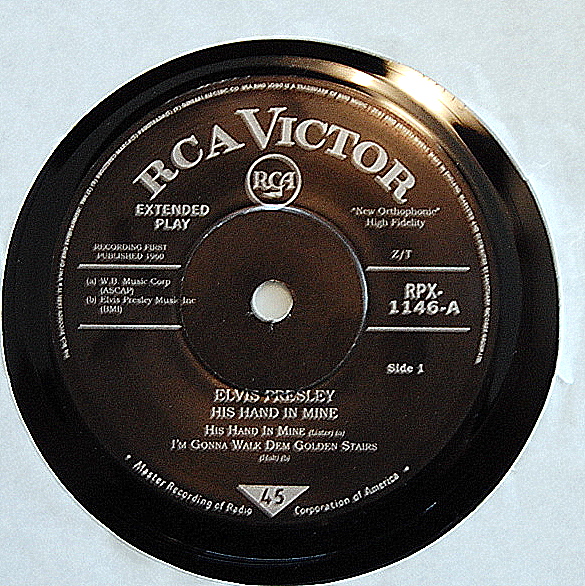 RCA VICTOR
RCA
EXTENDED
PLAY
"New Orthophonic"
High Fidelity
RECORDING FIRST
PUBLISHED 1960
Z/T
(a) W.B. Music Corp
(ASCAP)
(b) Elvis Presley Music Inc
(BMI)
RPX-
1146-A
Side 1
ELVIS PRESLEY
HIS HAND IN MINE
HIS HAND IN MINE (Lister) (a)
I'M GONNA WALK DEM GOLDEN STAIRS
(Holt) (b)
45
• Master Recording of Radio Corporation of America •